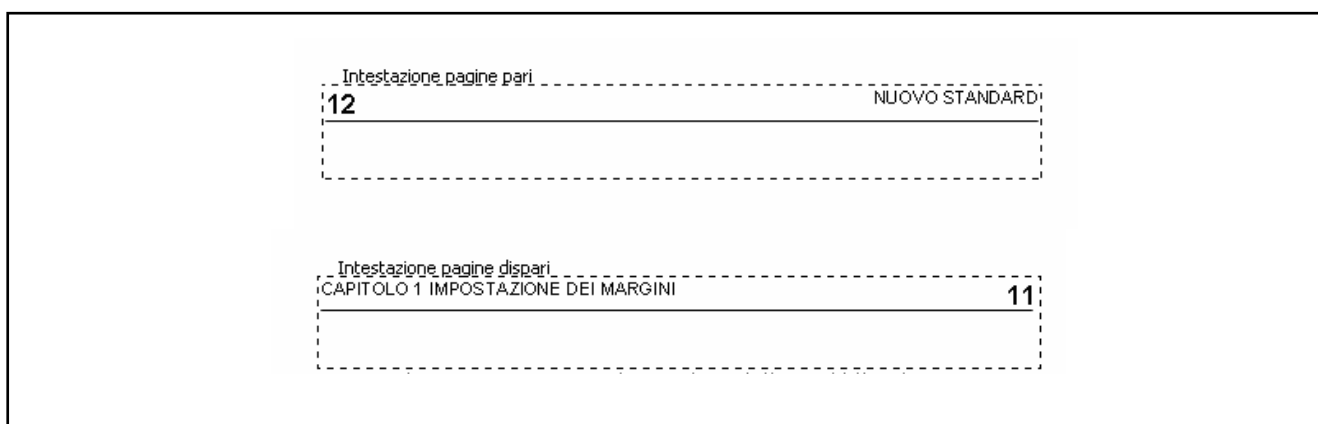 Intestazione pagine pari
12 NUOVO STANDARD
Intestazione pagine dispari
CAPITOLO 1 IMPOSTAZIONE DEI MARGINI 11